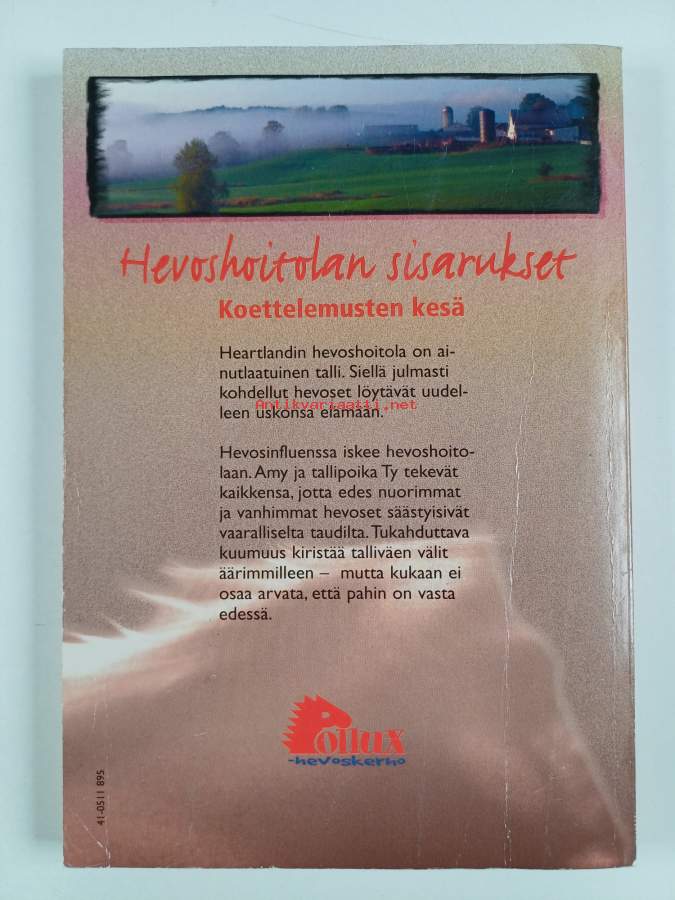 Hevoshoitolan sisarukset
Koettelemusten kesä
Heartlandin hevoshoitola on ai-
nutlaatuinen talli. Siellä julmasti
kohdellut hevoset löytävät uudel-
leen uskonsa elämään.
Antikvariaatti.net
Hevosinfluenssa iskee hevoshoito-
laan. Amy ja tallipoika Ty tekevät
kaikkensa, jotta edes nuorimmat
ja vanhimmat hevoset säästyisivät
vaaralliselta taudilta. Tukahduttava
kuumuus kiristää talliväen välit
äärimmilleen – mutta kukaan ei
osaa arvata, että pahin on vasta
edessä.
Pollux
-hevoskerho
41-0511 895